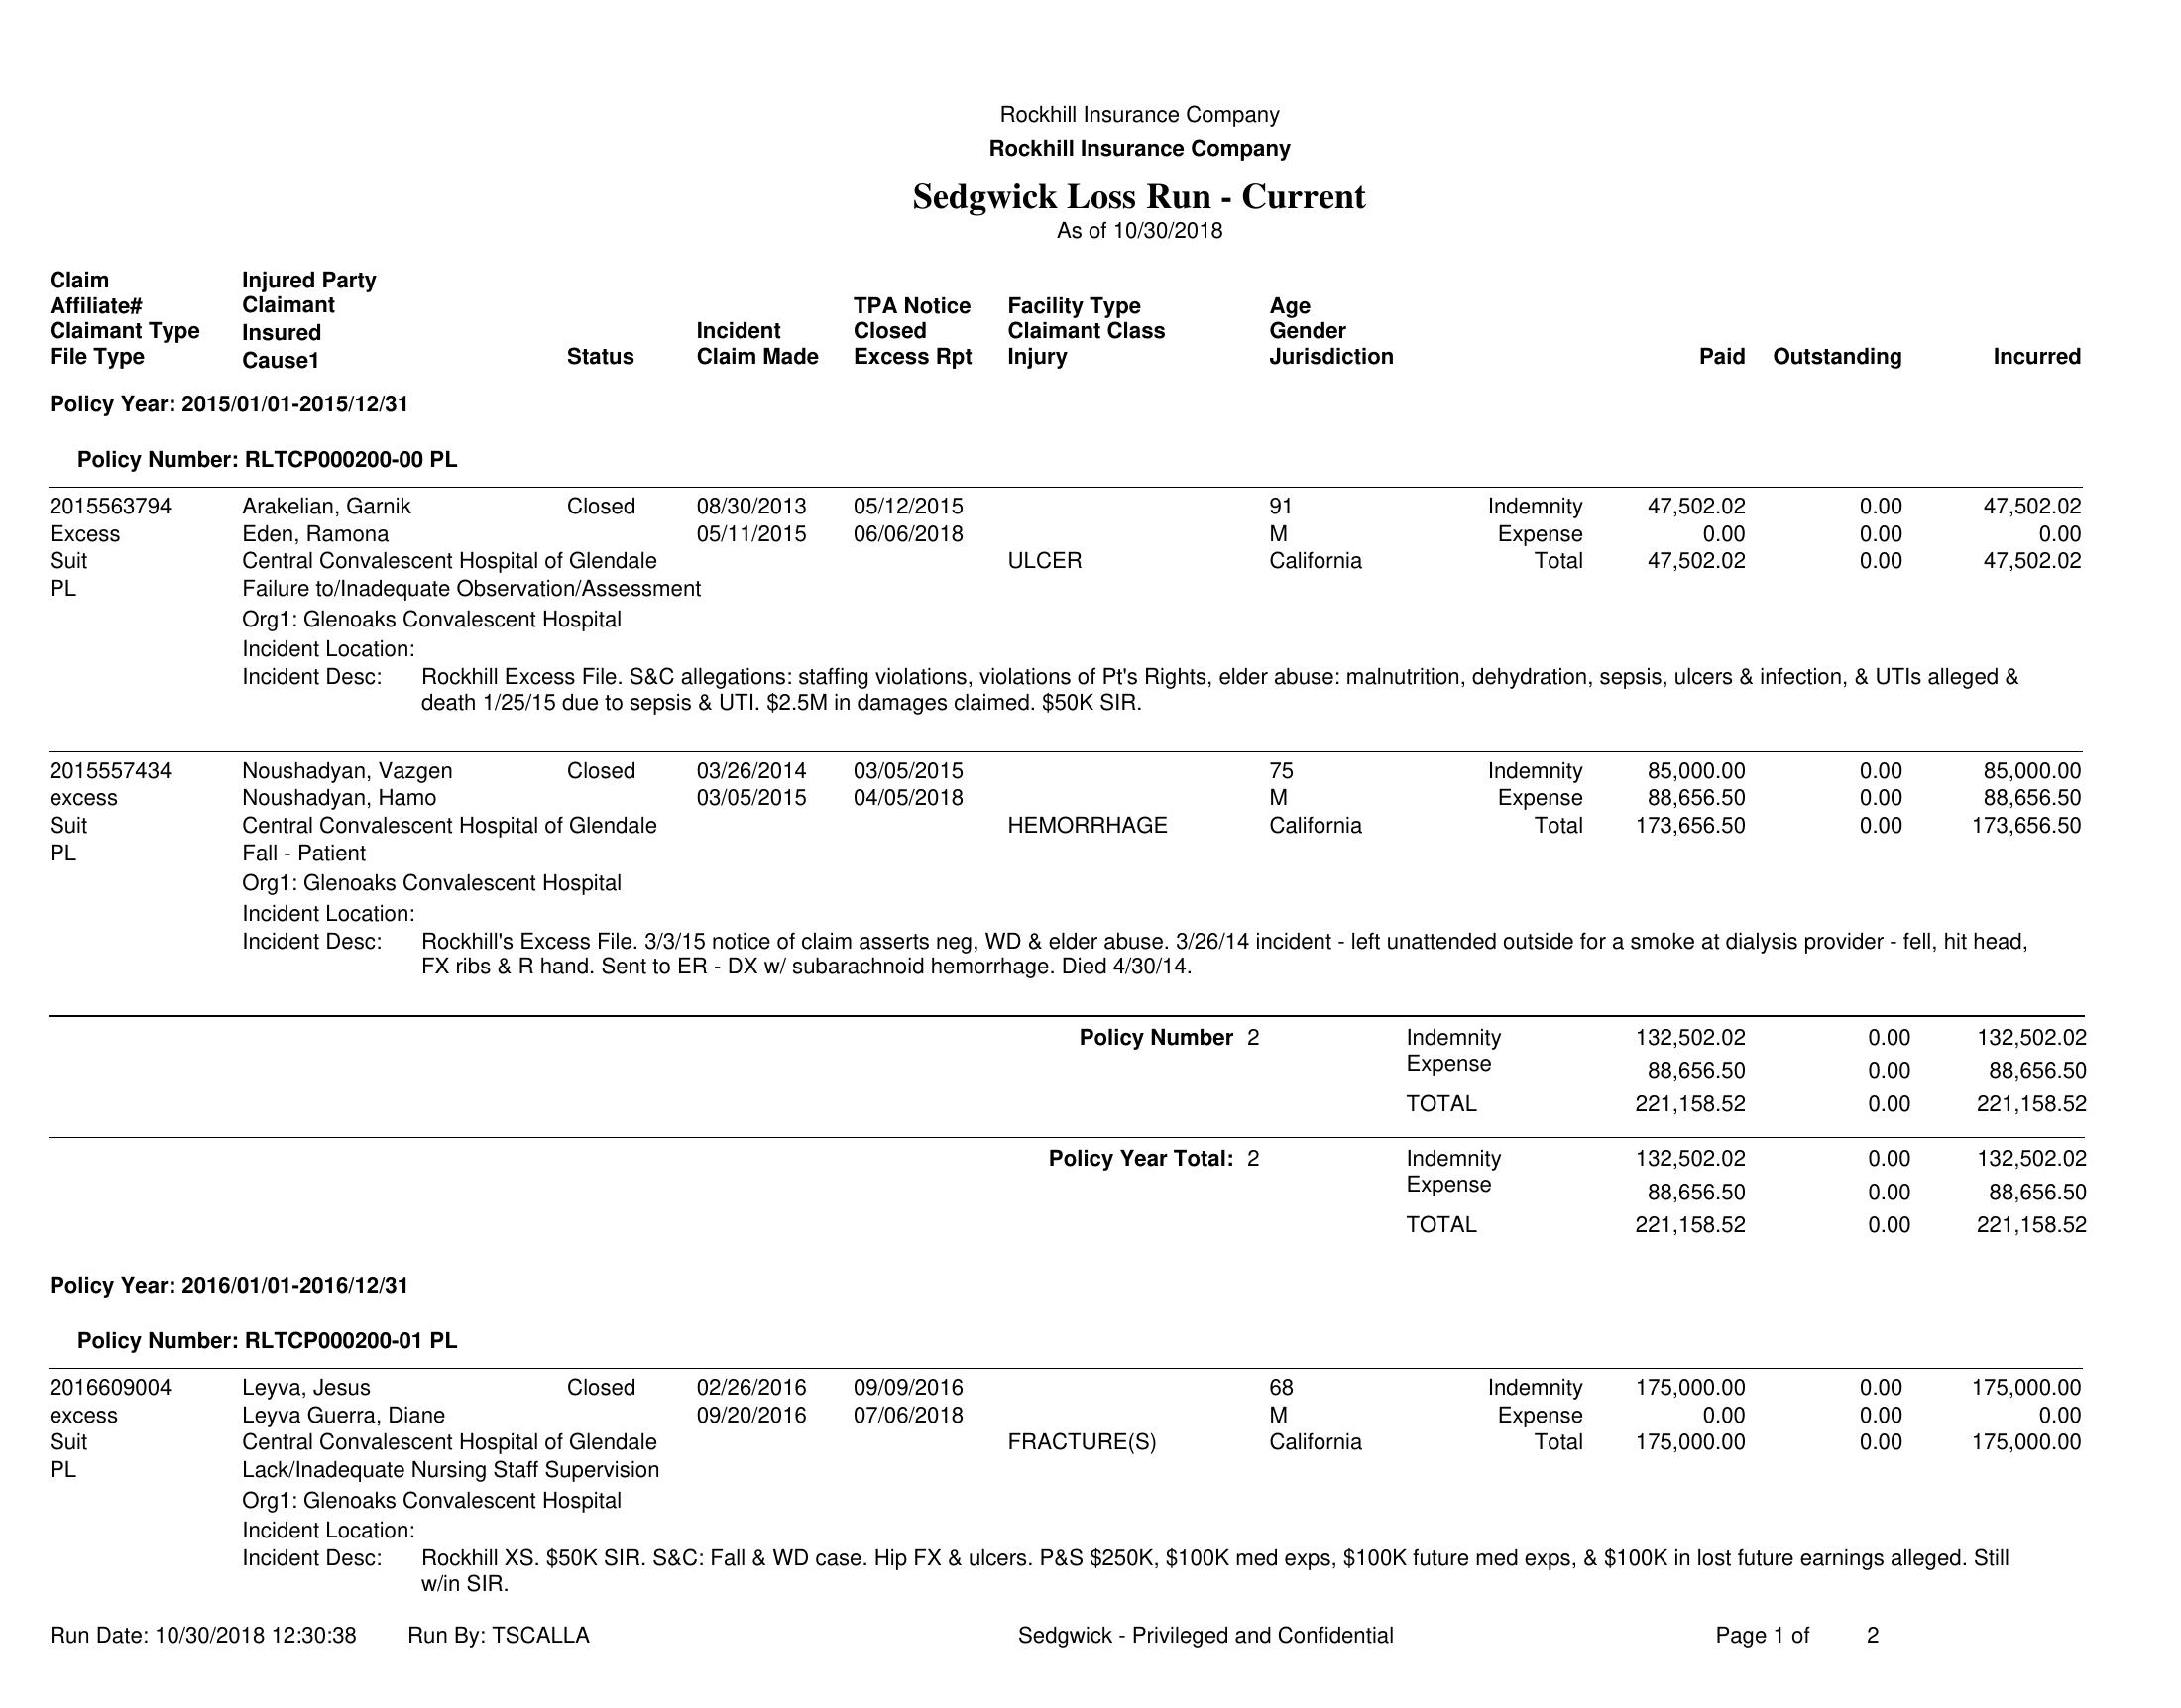 Rockhill Insurance Company
Rockhill Insurance Company
Sedgwick Loss Run - Current
As of 10/30/2018
Claim Injured Party
Affiliate# Claimant TPA Notice Facility Type Age
Claimant Type Insured Incident Closed Claimant Class Gender
File Type Cause1 Status Claim Made Excess Rpt Injury Jurisdiction Paid Outstanding Incurred
Policy Year: 2015/01/01-2015/12/31
Policy Number: RLTCP000200-00 PL
2015563794 Arakelian, Garnik Closed 08/30/2013 05/12/2015 91 Indemnity 47,502.02 0.00 47,502.02
Excess Eden, Ramona 05/11/2015 06/06/2018 M Expense 0.00 0.00 0.00
Suit Central Convalescent Hospital of Glendale ULCER California Total 47,502.02 0.00 47,502.02
PL Failure to/Inadequate Observation/Assessment
Org1: Glenoaks Convalescent Hospital
Incident Location:
Incident Desc: Rockhill Excess File. S&C allegations: staffing violations, violations of Pt's Rights, elder abuse: malnutrition, dehydration, sepsis, ulcers & infection, & UTIs alleged &
death 1/25/15 due to sepsis & UTI. $2.5M in damages claimed. $50K SIR.
2015557434 Noushadyan, Vazgen Closed 03/26/2014 03/05/2015 75 Indemnity 85,000.00 0.00 85,000.00
excess Noushadyan, Hamo 03/05/2015 04/05/2018 M Expense 88,656.50 0.00 88,656.50
Suit Central Convalescent Hospital of Glendale HEMORRHAGE California Total 173,656.50 0.00 173,656.50
PL Fall - Patient
Org1: Glenoaks Convalescent Hospital
Incident Location:
Incident Desc: Rockhill's Excess File. 3/3/15 notice of claim asserts neg, WD & elder abuse. 3/26/14 incident - left unattended outside for a smoke at dialysis provider - fell, hit head,
FX ribs & R hand. Sent to ER - DX w/ subarachnoid hemorrhage. Died 4/30/14.
Policy Number 2 Indemnity 132,502.02 0.00 132,502.02
Expense 88,656.50 0.00 88,656.50
TOTAL 221,158.52 0.00 221,158.52
Policy Year Total: 2 Indemnity 132,502.02 0.00 132,502.02
Expense 88,656.50 0.00 88,656.50
TOTAL 221,158.52 0.00 221,158.52
Policy Year: 2016/01/01-2016/12/31
Policy Number: RLTCP000200-01 PL
2016609004 Leyva, Jesus Closed 02/26/2016 09/09/2016 68 Indemnity 175,000.00 0.00 175,000.00
excess Leyva Guerra, Diane 09/20/2016 07/06/2018 M Expense 0.00 0.00 0.00
Suit Central Convalescent Hospital of Glendale FRACTURE(S) California Total 175,000.00 0.00 175,000.00
PL Lack/Inadequate Nursing Staff Supervision
Org1: Glenoaks Convalescent Hospital
Incident Location:
Incident Desc: Rockhill XS. $50K SIR. S&C: Fall & WD case. Hip FX & ulcers. P&S $250K, $100K med exps, $100K future med exps, & $100K in lost future earnings alleged. Still
w/in SIR.
Run Date: 10/30/2018 12:30:38 Run By: TSCALLA Sedgwick - Privileged and Confidential Page 1 of 2